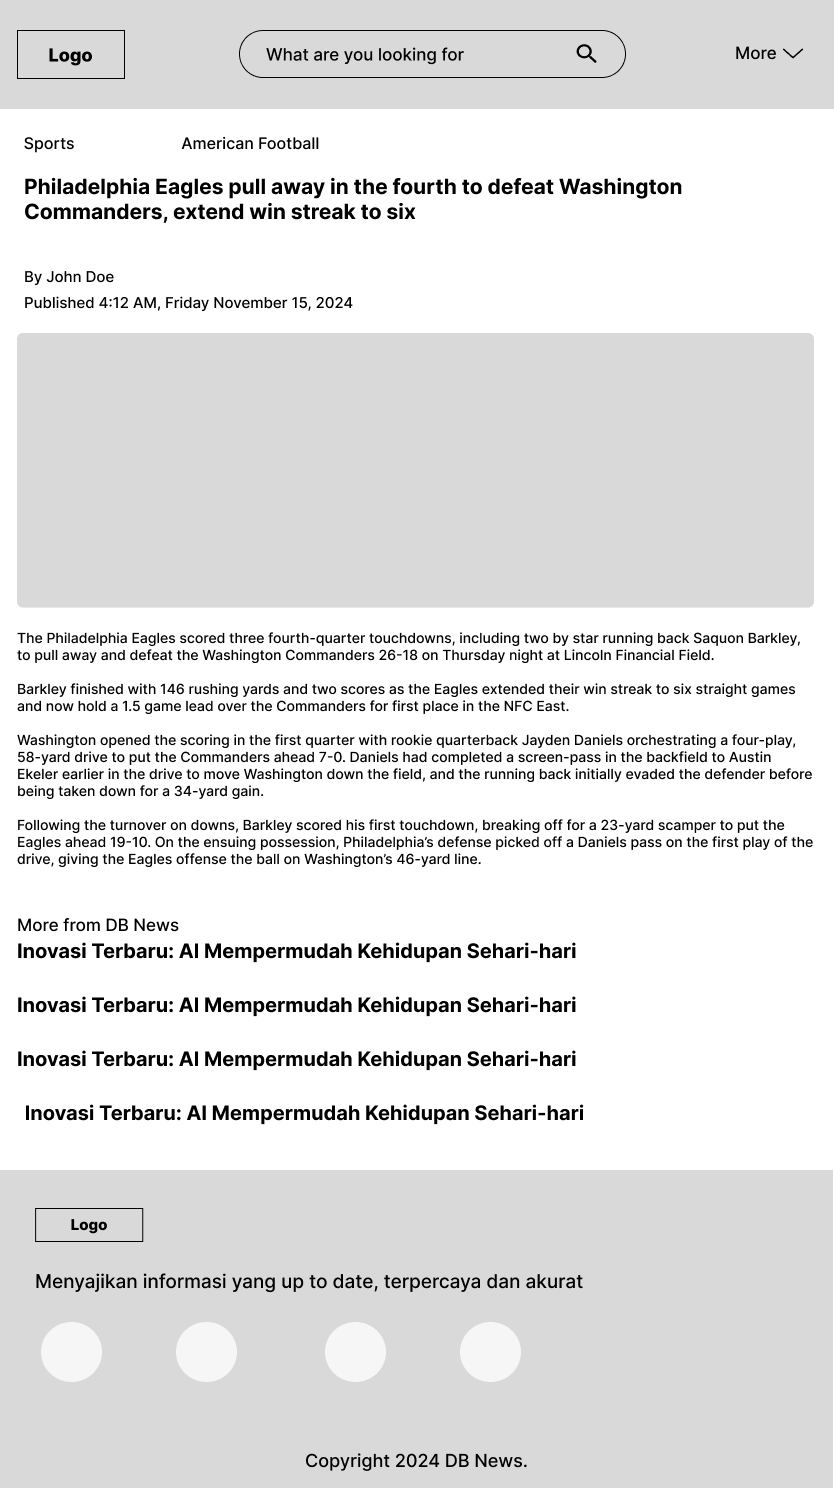 Logo
What are you looking for
More
Sports
American Football
Philadelphia Eagles pull away in the fourth to defeat Washington
Commanders, extend win streak to six
By John Doe
Published 4:12 AM, Friday November 15, 2024
The Philadelphia Eagles scored three fourth-quarter touchdowns, including two by star running back Saquon Barkley,
to pull away and defeat the Washington Commanders 26-18 on Thursday night at Lincoln Financial Field.
Barkley finished with 146 rushing yards and two scores as the Eagles extended their win streak to six straight games
and now hold a 1.5 game lead over the Commanders for first place in the NFC East.
Washington opened the scoring in the first quarter with rookie quarterback Jayden Daniels orchestrating a four-play,
58-yard drive to put the Commanders ahead 7-0. Daniels had completed a screen-pass in the backfield to Austin
Ekeler earlier in the drive to move Washington down the field, and the running back initially evaded the defender before
being taken down for a 34-yard gain.
Following the turnover on downs, Barkley scored his first touchdown, breaking off for a 23-yard scamper to put the
Eagles ahead 19-10. On the ensuing possession, Philadelphia’s defense picked off a Daniels pass on the first play of the
drive, giving the Eagles offense the ball on Washington’s 46-yard line.
More from DB News
Inovasi Terbaru: AI Mempermudah Kehidupan Sehari-hari
Inovasi Terbaru: AI Mempermudah Kehidupan Sehari-hari
Inovasi Terbaru: AI Mempermudah Kehidupan Sehari-hari
Inovasi Terbaru: AI Mempermudah Kehidupan Sehari-hari
Logo
Menyajikan informasi yang up to date, terpercaya dan akurat
Copyright 2024 DB News.